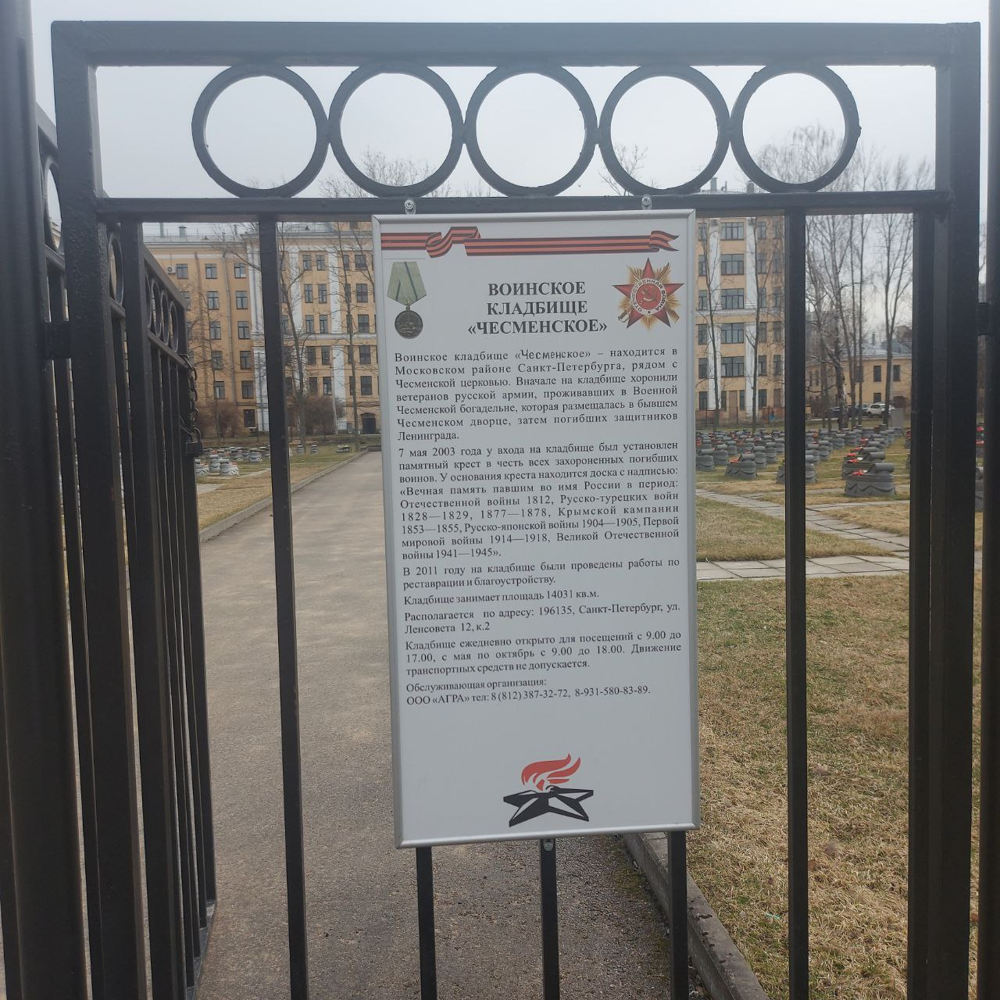 ВОИНСКОЕ
КЛАДБИЩЕ
«ЧЕСМЕНСКОЕ»
ОТЕЧЕСТВЕННАЯ ВОЙНА
Воинское кладбище «Чесменское» – находится в
Московском районе Санкт-Петербурга, рядом с
Чесменской церковью. Вначале на кладбище хоронили
ветеранов русской армии, проживавших в Военной
Чесменской богадельне, которая размещалась в бывшем
Чесменском дворце, затем погибших защитников
Ленинграда.
7 мая 2003 года у входа на кладбище был установлен
памятный крест в честь всех захороненных погибших
воинов. У основания креста находится доска с надписью:
«Вечная память павшим во имя России в период:
Отечественной войны 1812, Русско-турецких войн
1828—1829, 1877—1878, Крымской кампании
1853—1855, Русско-японской войны 1904—1905, Первой
мировой войны 1914—1918, Великой Отечественной
войны 1941—1945».
В 2011 году на кладбище были проведены работы по
реставрации и благоустройству.
Кладбище занимает площадь 14031 кв.м.
Располагается по адресу: 196135, Санкт-Петербург, ул.
Ленсовета 12, к.2
Кладбище ежедневно открыто для посещений с 9.00 до
17.00, с мая по октябрь с 9.00 до 18.00. Движение
транспортных средств не допускается.
Обслуживающая организация:
ООО «АГРА» тел: 8 (812) 387-32-72, 8-931-580-83-89.